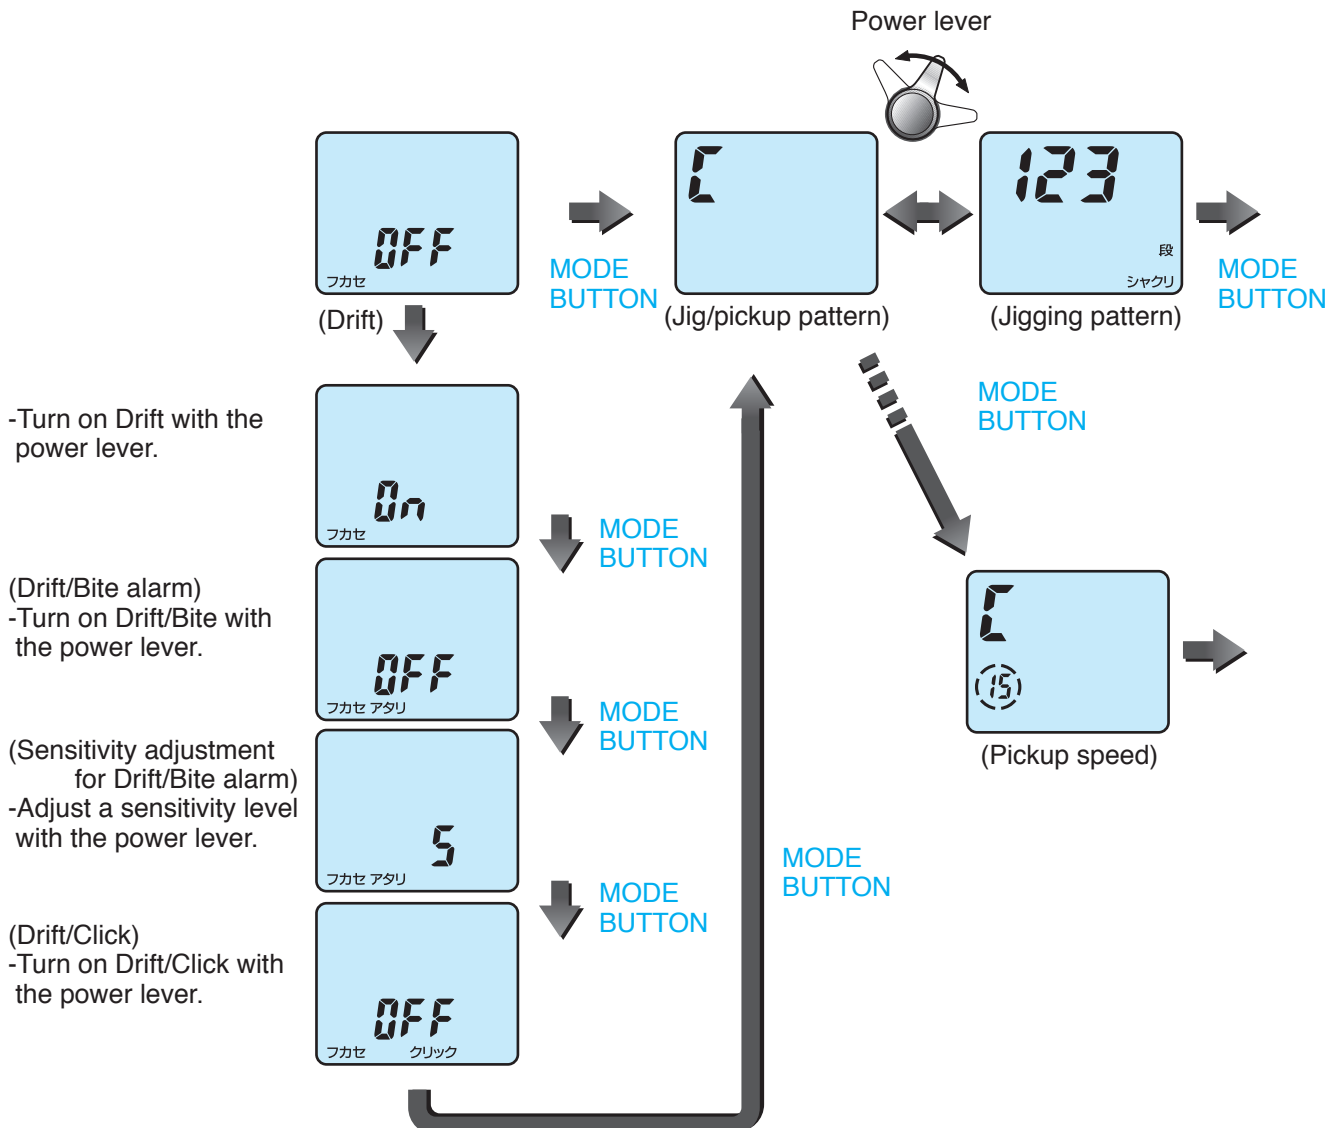 Power lever
OFF
フカセ
(Drift)
MODE
BUTTON
C
(Jig/pickup pattern)
123
段
シャクリ
(Jigging pattern)
MODE
BUTTON
-Turn on Drift with the
power lever.
On
フカセ
MODE
BUTTON
MODE
BUTTON
(Drift/Bite alarm)
-Turn on Drift/Bite with
the power lever.
OFF
フカセ アタリ
MODE
BUTTON
C
15
(Pickup speed)
(Sensitivity adjustment
for Drift/Bite alarm)
-Adjust a sensitivity level
with the power lever.
5
フカセ アタリ
MODE
BUTTON
MODE
BUTTON
(Drift/Click)
-Turn on Drift/Click with
the power lever.
OFF
フカセ クリック